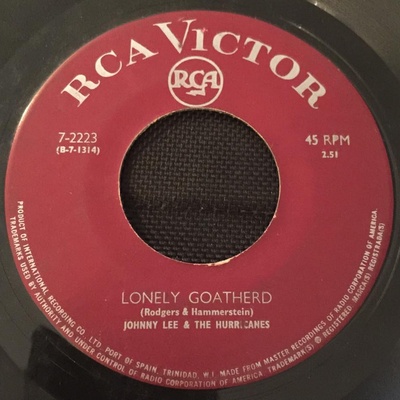 RCA VICTOR
RCA
7-2223
(B-7-1314)
45 RPM
2.51
LONELY GOATHERD
(Rodgers & Hammerstein)
JOHNNY LEE & THE HURRICANES
PRODUCT OF INTERNATIONAL RECORDING CO. LTD., PORT OF SPAIN, TRINIDAD, W.I. MADE FROM MASTER RECORDINGS OF RADIO CORPORATION OF AMERICA.
TRADEMARKS USED BY AUTHORITY AND UNDER CONTROL OF RADIO CORPORATION OF AMERICA, TRADEMARK(S) ® REGISTERED. MARCA(S) REGISTRADA(S)